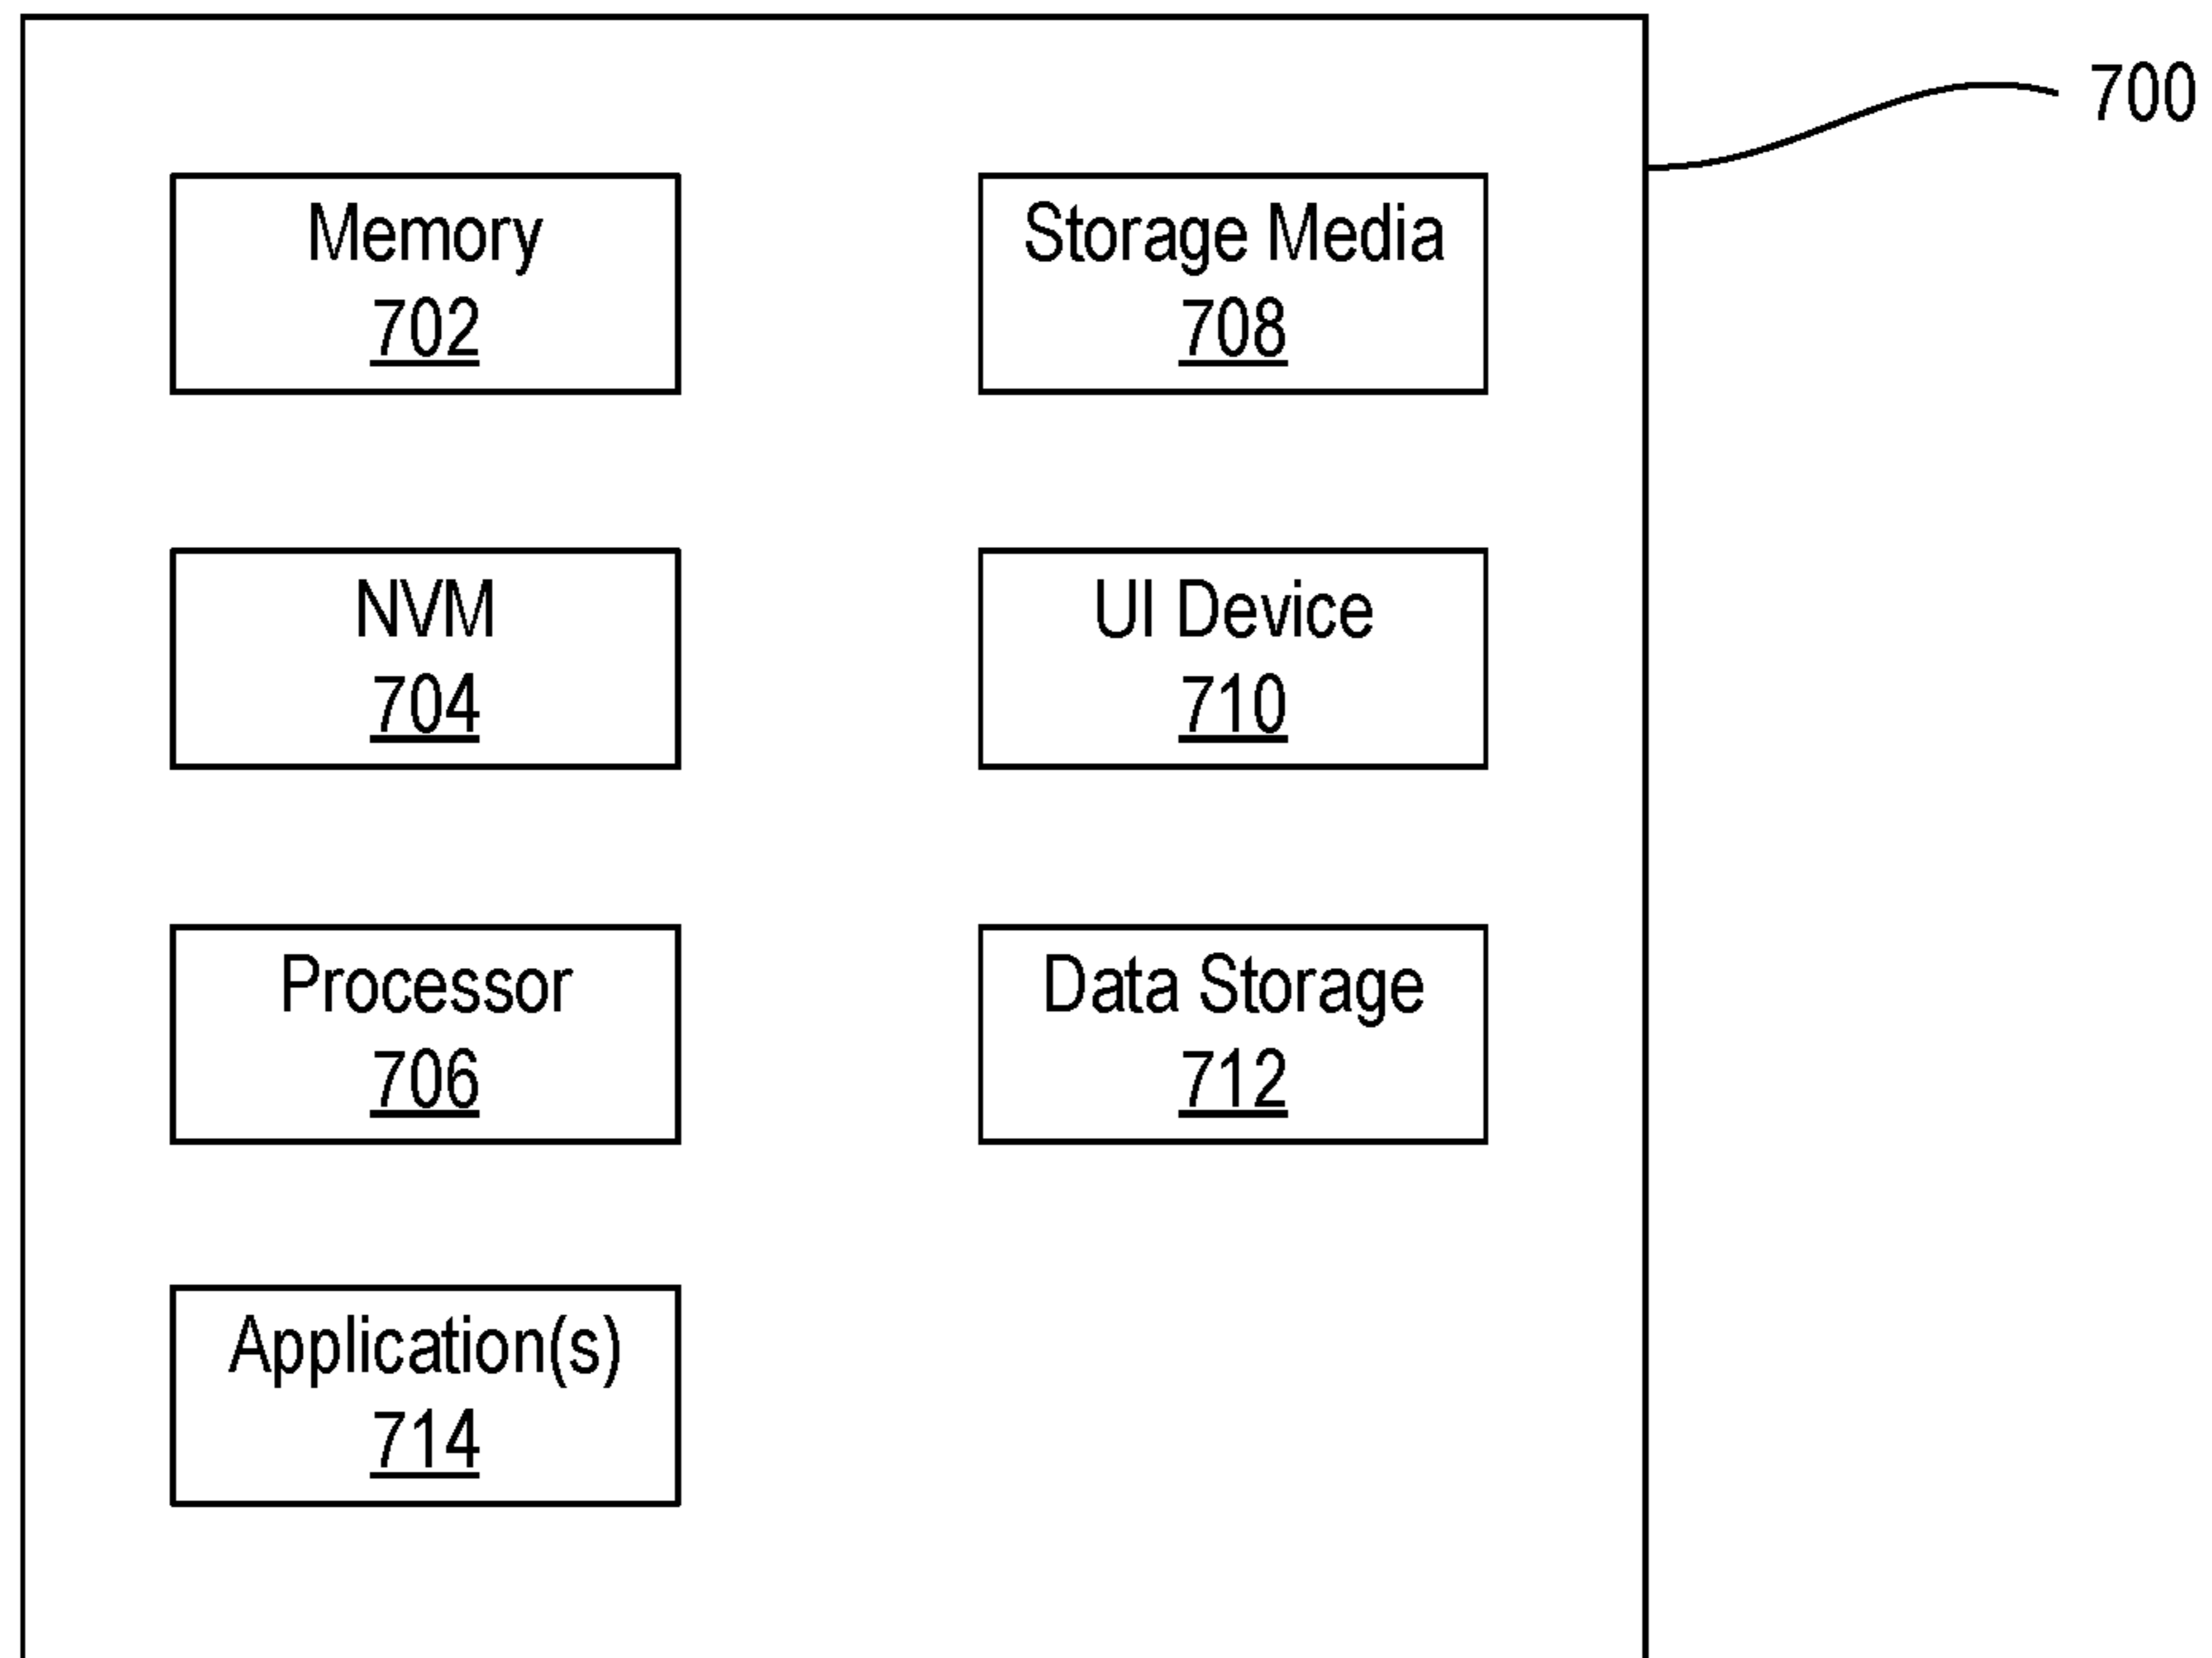 700
Memory
702
Storage Media
708
NVM
704
UI Device
710
Processor
706
Data Storage
712
Application(s)
714